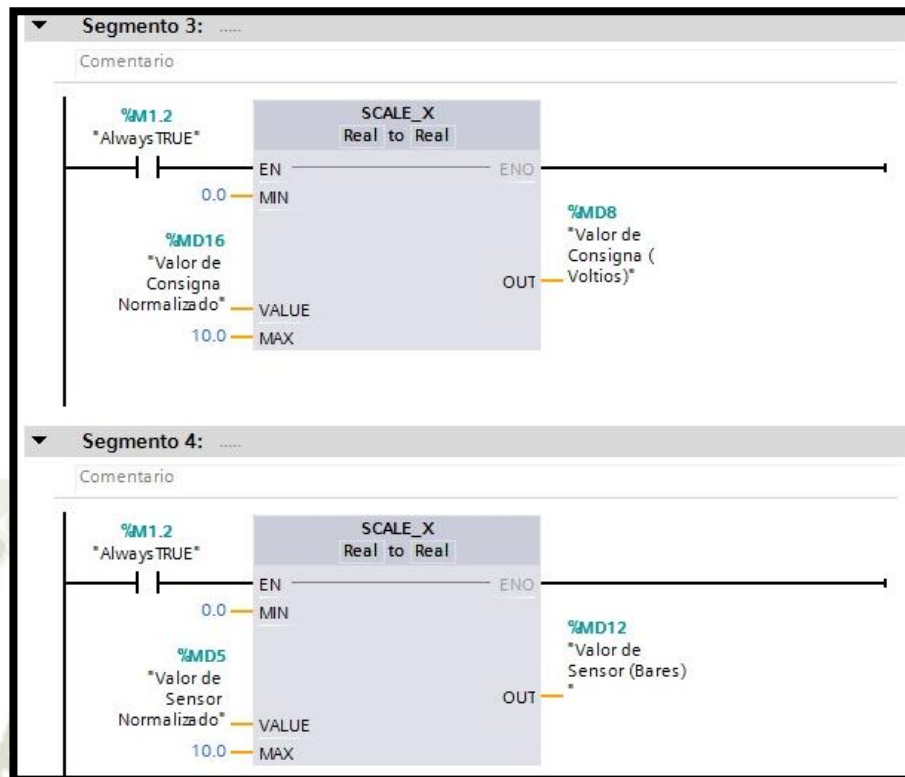 Segmento 3: .....
Comentario
%M1.2
"AlwaysTRUE"
SCALE_X
Real to Real
EN
ENO
0.0
MIN
%MD16
"Valor de
Consigna
Normalizado"
VALUE
10.0
MAX
%MD8
"Valor de
Consigna (
Voltios)"
OUT
Segmento 4: .....
Comentario
%M1.2
"AlwaysTRUE"
SCALE_X
Real to Real
EN
ENO
0.0
MIN
%MD5
"Valor de
Sensor
Normalizado"
VALUE
10.0
MAX
%MD12
"Valor de
Sensor (Bares)
"
OUT